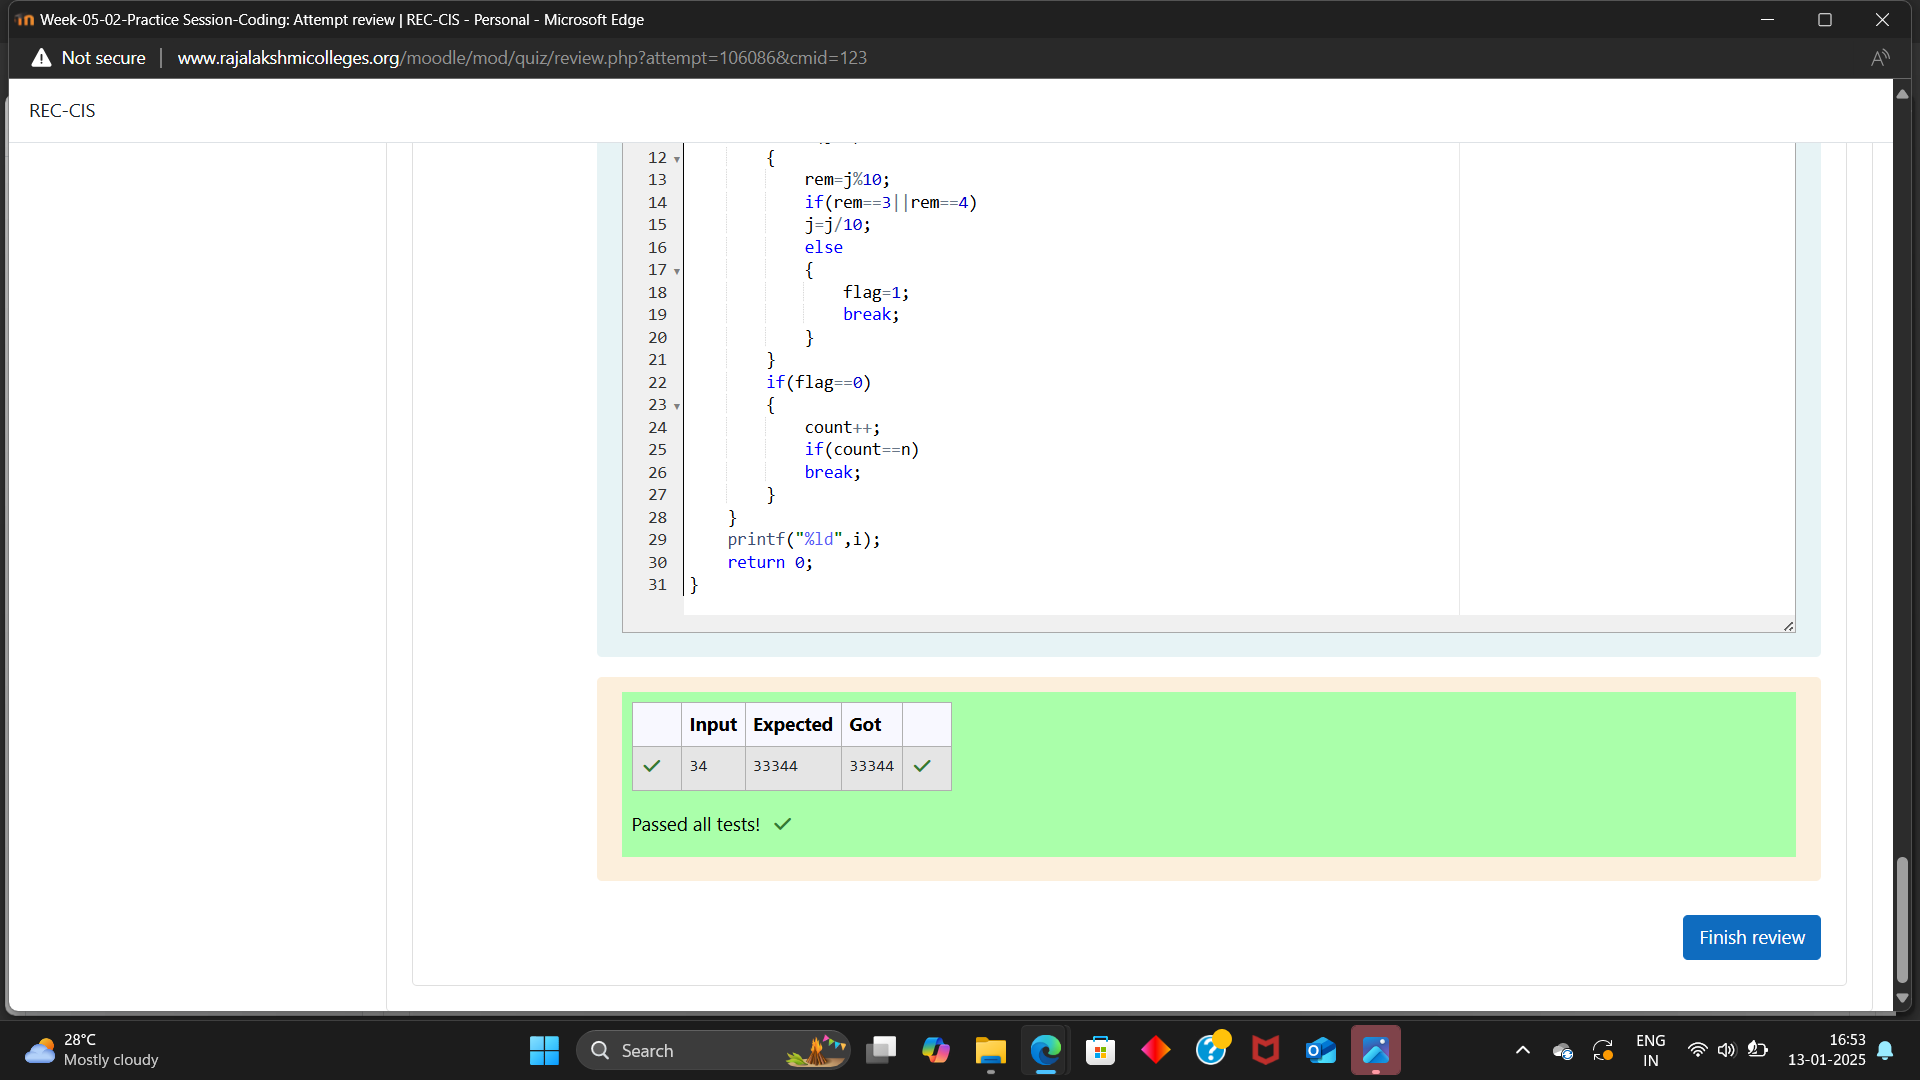 Week-05-02-Practice Session-Coding: Attempt review | REC-CIS - Personal - Microsoft Edge
Not secure | www.rajalakshmicolleges.org/moodle/mod/quiz/review.php?attempt=106086&cmid=123
REC-CIS
12 {
13 rem=j%10;
14 if(rem==3||rem==4)
15 j=j/10;
16 else
17 {
18 flag=1;
19 break;
20 }
21 }
22 if(flag==0)
23 {
24 count++;
25 if(count==n)
26 break;
27 }
28 }
29 printf("%ld",i);
30 return 0;
31 }
Input Expected Got
34 33344 33344
Passed all tests!
Finish review
28°C
Mostly cloudy
Search
ENG
IN
16:53
13-01-2025